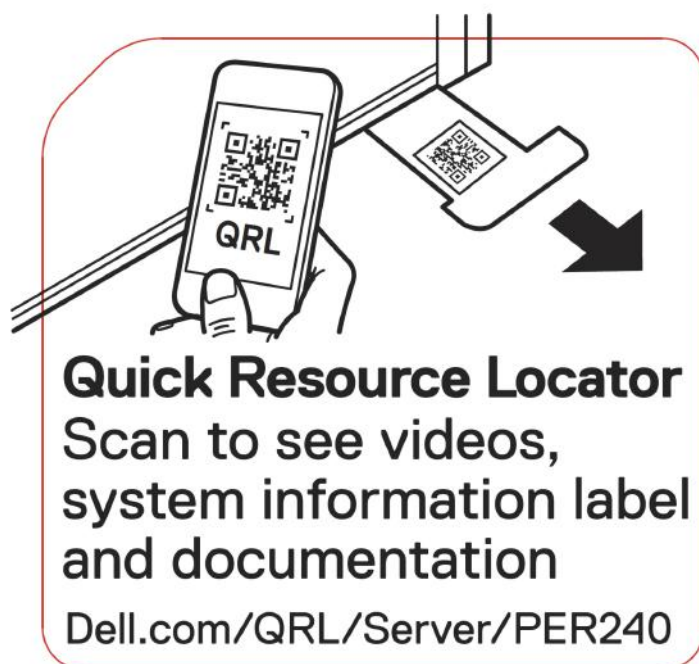 QRL
Quick Resource Locator
Scan to see videos,
system information label
and documentation
Dell.com/QRL/Server/PER240